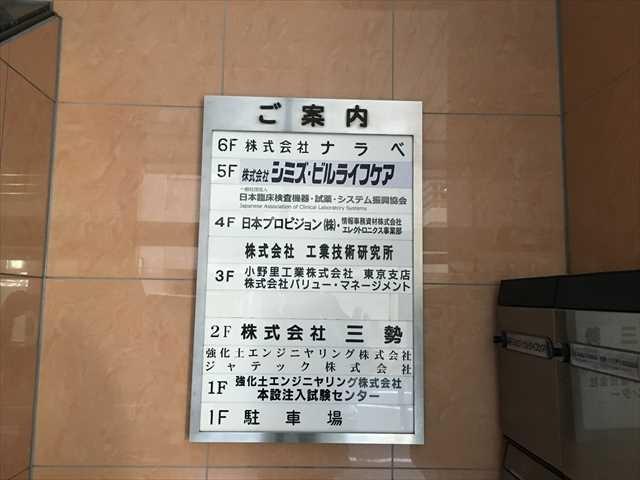 ご案内
6F 株式会社 ナラベ
5F 株式会社 シミズ・ビルライフケア
一般社団法人
日本臨床検査機器・試薬・システム振興協会
Japanese Association of Clinical Laboratory Systems
4F 日本プロビジョン㈱・情報事務資材株式会社 エレクトロニクス事業部
株式会社 工業技術研究所
3F 小野里工業株式会社 東京支店
株式会社バリュー・マネージメント
2F 株式会社 三勢
強化土エンジニヤリング株式会社
ジャテック株式会社
1F 強化土エンジニヤリング株式会社
本設注入試験センター
1F 駐車場